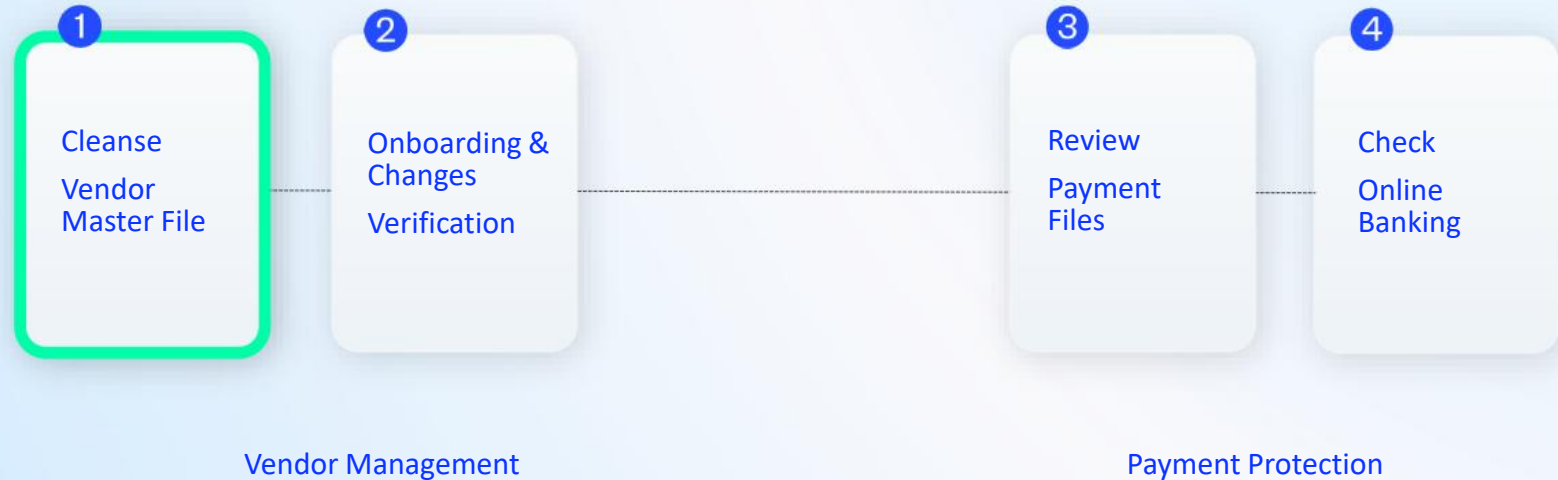 1
Cleanse
Vendor
Master File
2
Onboarding &
Changes
Verification
3
Review
Payment
Files
4
Check
Online
Banking
Vendor Management
Payment Protection